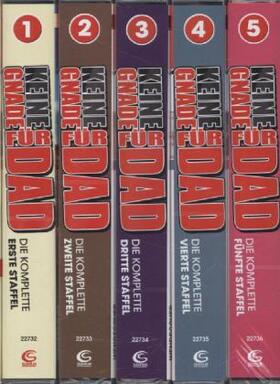 1
KEINE
GNADE FÜR
DAD
DIE KOMPLETTE
ERSTE STAFFEL
22732
2
KEINE
GNADE FÜR
DAD
DIE KOMPLETTE
ZWEITE STAFFEL
22733
3
KEINE
GNADE FÜR
DAD
DIE KOMPLETTE
DRITTE STAFFEL
22734
4
KEINE
GNADE FÜR
DAD
DIE KOMPLETTE
VIERTE STAFFEL
22735
5
KEINE
GNADE FÜR
DAD
DIE KOMPLETTE
FÜNFTE STAFFEL
22736